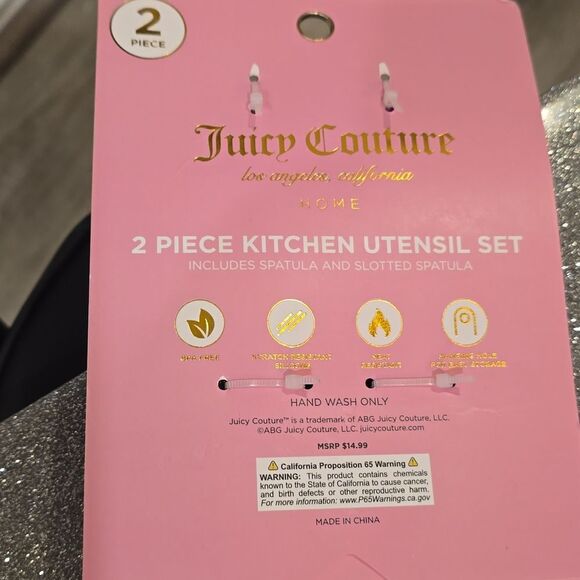 2
PIECE
Juicy Couture
los angeles, california
HOME
2 PIECE KITCHEN UTENSIL SET
INCLUDES SPATULA AND SLOTTED SPATULA
BPA FREE
SCRATCH RESISTANT
SILICONE
HEAT
RESISTANT
HANGING HOLE
FOR EASY STORAGE
HAND WASH ONLY
Juicy Couture™ is a trademark of ABG Juicy Couture, LLC.
©ABG Juicy Couture, LLC. juicycouture.com
MSRP $14.99
⚠ California Proposition 65 Warning ⚠
WARNING: This product contains chemicals
known to the State of California to cause cancer,
and birth defects or other reproductive harm.
For more information: www.P65Warnings.ca.gov
MADE IN CHINA